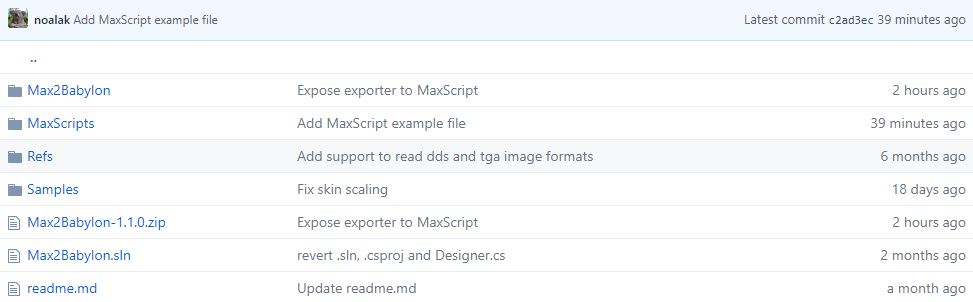 noalak Add MaxScript example file Latest commit c2ad3ec 39 minutes ago
..
Max2Babylon Expose exporter to MaxScript 2 hours ago
MaxScripts Add MaxScript example file 39 minutes ago
Refs Add support to read dds and tga image formats 6 months ago
Samples Fix skin scaling 18 days ago
Max2Babylon-1.1.0.zip Expose exporter to MaxScript 2 hours ago
Max2Babylon.sln revert .sln, .csproj and Designer.cs 2 months ago
readme.md Update readme.md a month ago